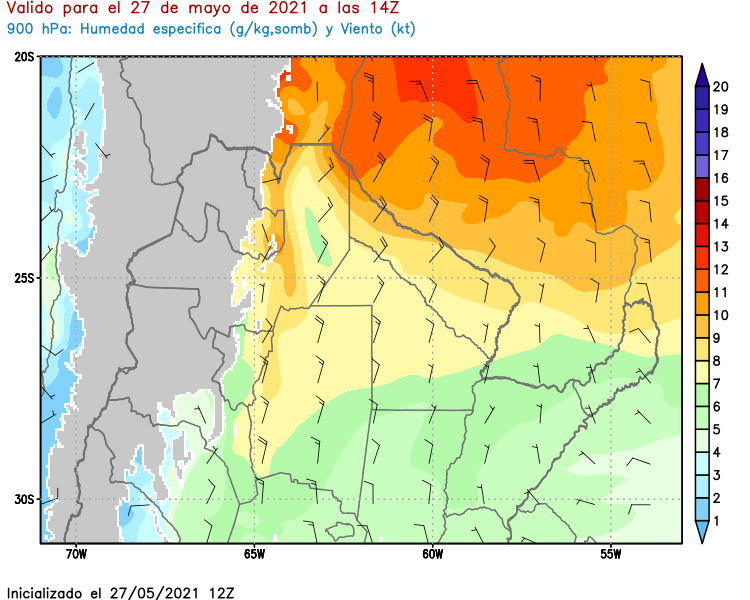 Valido para el 27 de mayo de 2021 a las 14Z
900 hPa: Humedad especifica (g/kg,somb) y Viento (kt)
20S
25S
30S
70W 65W 60W 55W
20
19
18
17
16
15
14
13
12
11
10
9
8
7
6
5
4
3
2
1
Inicializado el 27/05/2021 12Z